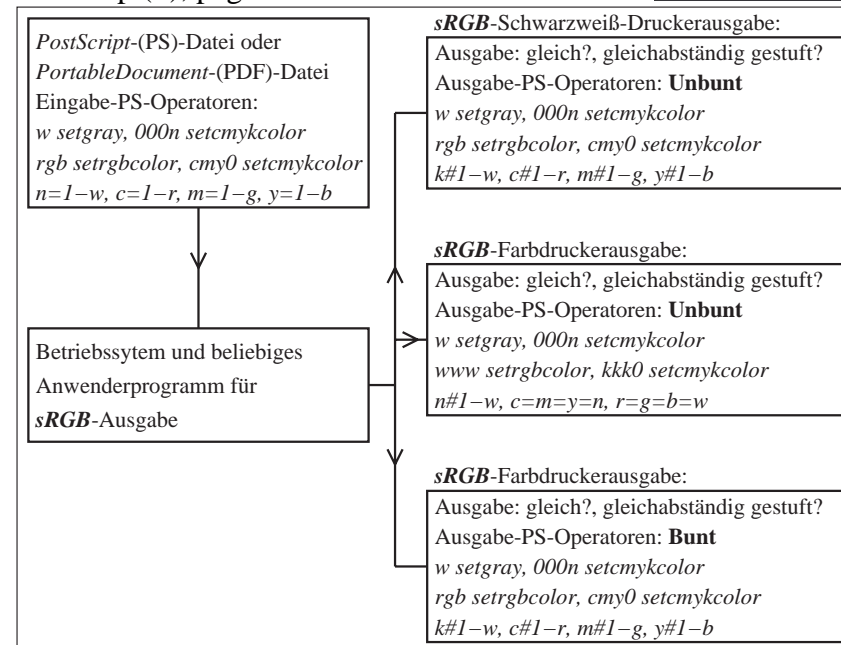 PostScript-(PS)-Datei oder
PortableDocument-(PDF)-Datei
Eingabe-PS-Operatoren:
w setgray, 000n setcmykcolor
rgb setrgbcolor, cmy0 setcmykcolor
n=1–w, c=1–r, m=1–g, y=1–b
Betriebssytem und beliebiges
Anwenderprogramm für
sRGB-Ausgabe
sRGB-Schwarzweiß-Druckerausgabe:
Ausgabe: gleich?, gleichabständig gestuft?
Ausgabe-PS-Operatoren: Unbunt
w setgray, 000n setcmykcolor
rgb setrgbcolor, cmy0 setcmykcolor
k#1–w, c#1–r, m#1–g, y#1–b
sRGB-Farbdruckerausgabe:
Ausgabe: gleich?, gleichabständig gestuft?
Ausgabe-PS-Operatoren: Unbunt
w setgray, 000n setcmykcolor
www setrgbcolor, kkk0 setcmykcolor
n#1–w, c=m=y=n, r=g=b=w
sRGB-Farbdruckerausgabe:
Ausgabe: gleich?, gleichabständig gestuft?
Ausgabe-PS-Operatoren: Bunt
w setgray, 000n setcmykcolor
rgb setrgbcolor, cmy0 setcmykcolor
k#1–w, c#1–r, m#1–g, y#1–b